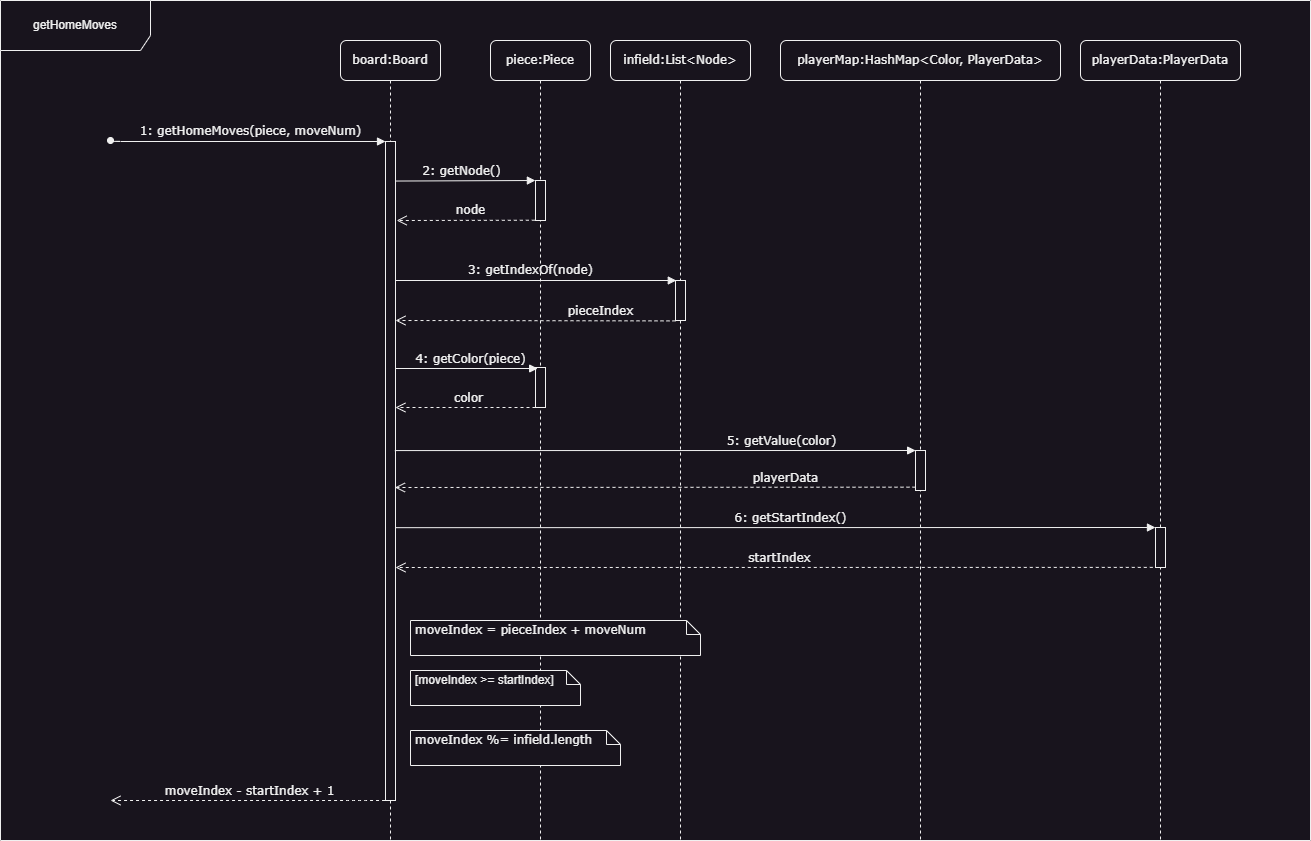 getHomeMoves
board:Board
piece:Piece
infield:List<Node>
playerMap:HashMap<Color, PlayerData>
playerData:PlayerData
1: getHomeMoves(piece, moveNum)
2: getNode()
node
3: getIndexOf(node)
pieceIndex
4: getColor(piece)
color
5: getValue(color)
playerData
6: getStartIndex()
startIndex
moveIndex = pieceIndex + moveNum
[moveIndex >= startIndex]
moveIndex %= infield.length
moveIndex - startIndex + 1